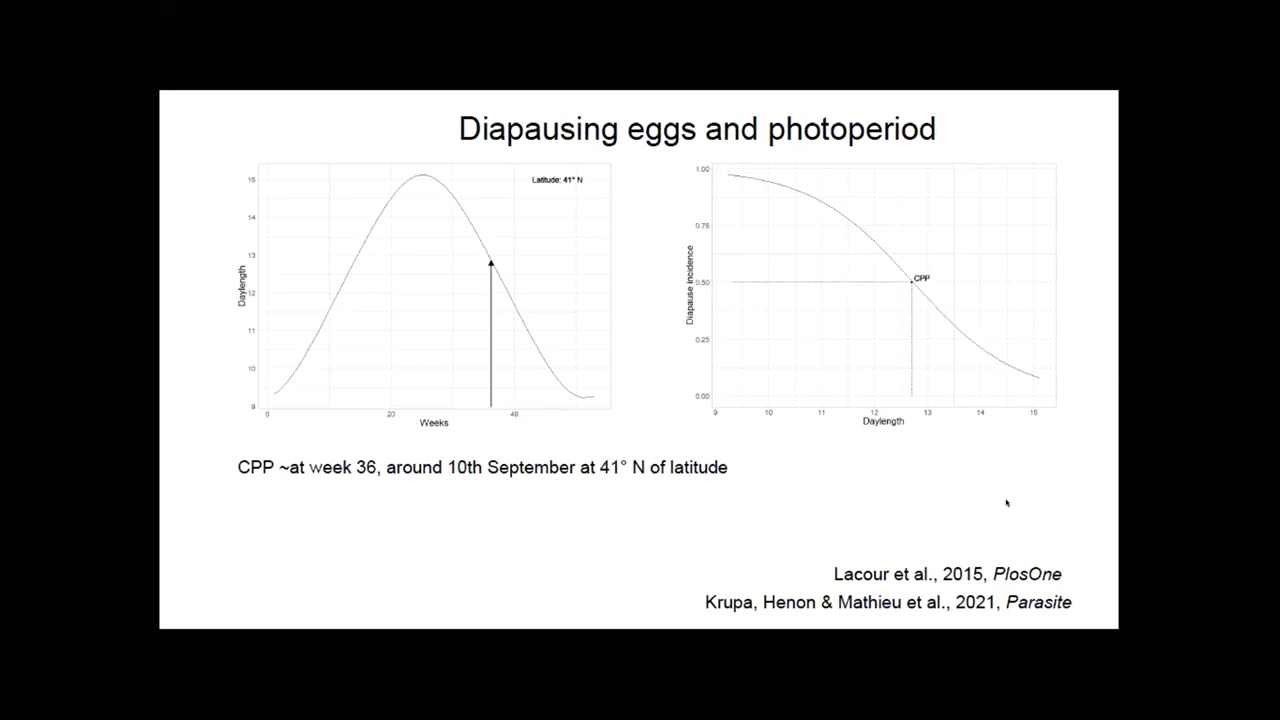 Diapausing eggs and photoperiod
Latitude: 41° N
15
14
13
12
11
10
9
Daylength
0 20 40
Weeks
1.00
0.75
0.50
0.25
0.00
Diapause incidence
CPP
9 10 11 12 13 14 15
Daylength
CPP ~at week 36, around 10th September at 41° N of latitude
Lacour et al., 2015, PlosOne
Krupa, Henon & Mathieu et al., 2021, Parasite